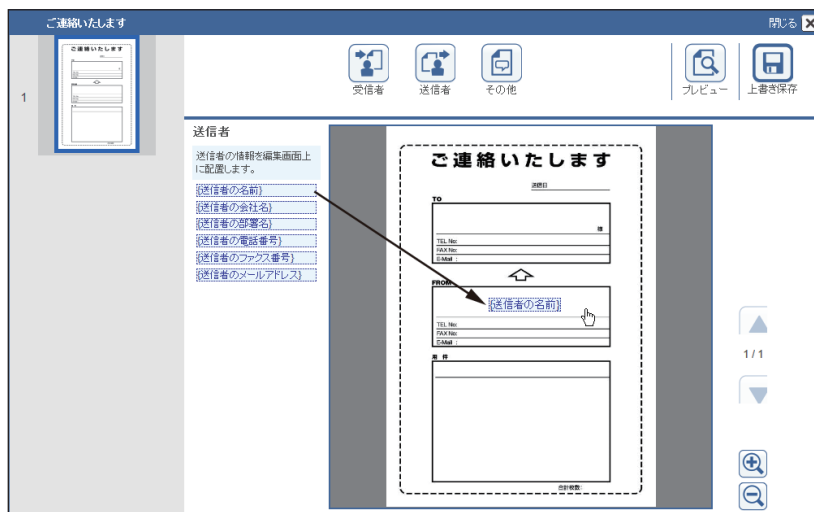 ご連絡いたします
閉じる
1
受信者
送信者
その他
プレビュー
上書き保存
送信者
送信者の情報を編集画面上
に配置します。
{送信者の名前}
{送信者の会社名}
{送信者の部署名}
{送信者の電話番号}
{送信者のファクス番号}
{送信者のメールアドレス}
ご連絡いたします
送信日
TO
様
TEL No:
FAX No:
E-Mail :
FROM
{送信者の名前}
TEL No:
FAX No:
E-Mail :
用 件
合計枚数:
1 / 1